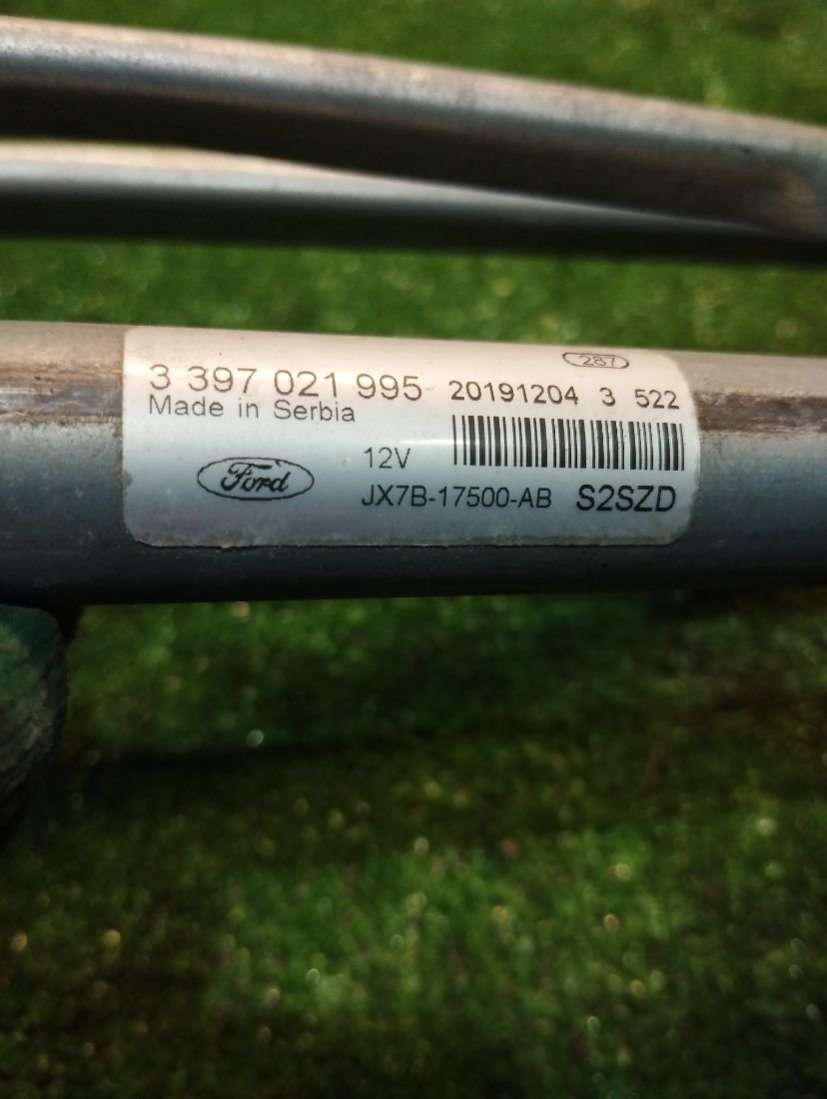 287
3 397 021 995 20191204 3 522
Made in Serbia
12V
Ford
JX7B-17500-AB S2SZD